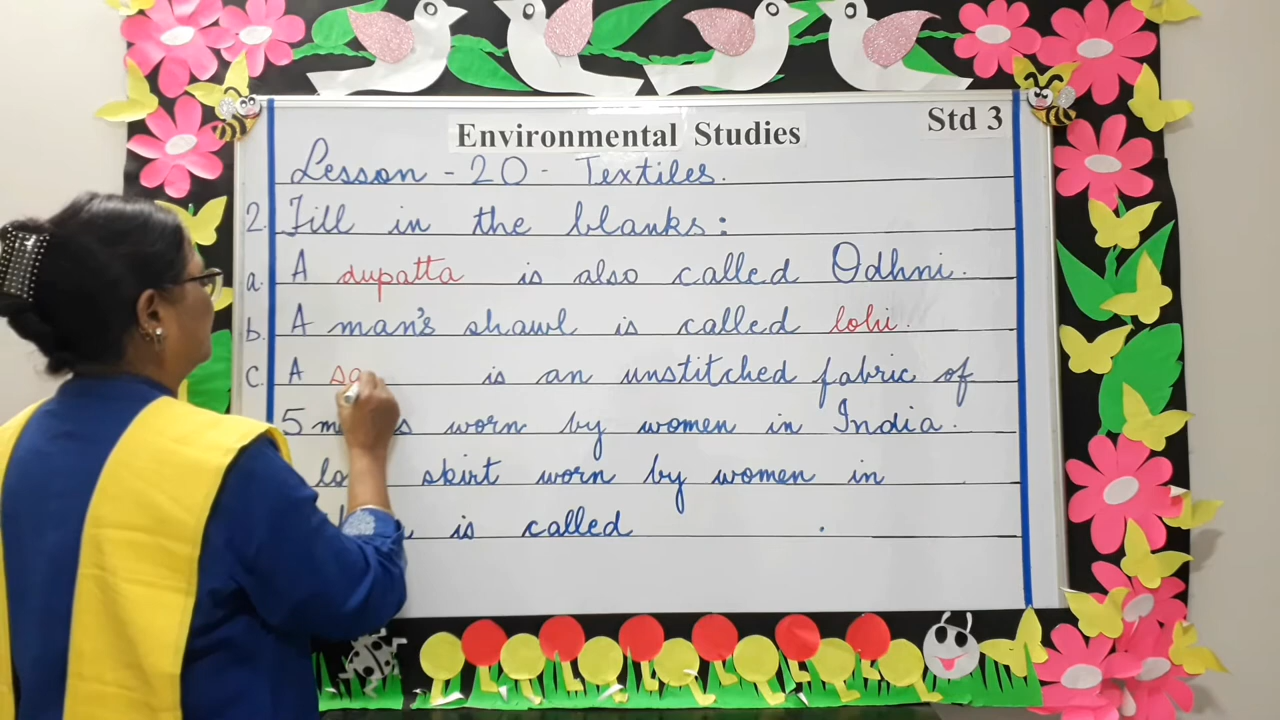 Environmental Studies
Std 3
Lesson - 20 - Textiles.
2. Fill in the blanks:
a. A dupatta is also called Odhni.
b. A man's shawl is called lohi.
c. A sa is an unstitched fabric of
5 worn by women in India.
skirt worn by women in
is called .